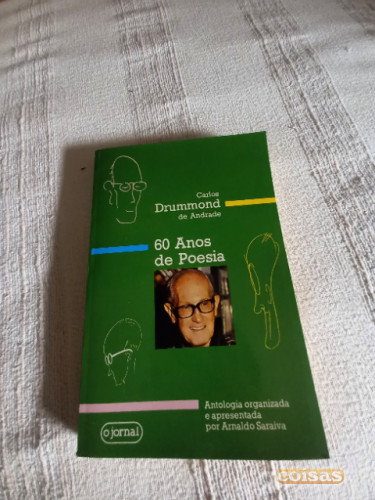 Carlos
Drummond
de Andrade
60 Anos
de Poesia
Antologia organizada
e apresentada
por Arnaldo Saraiva
o jornal
coisas